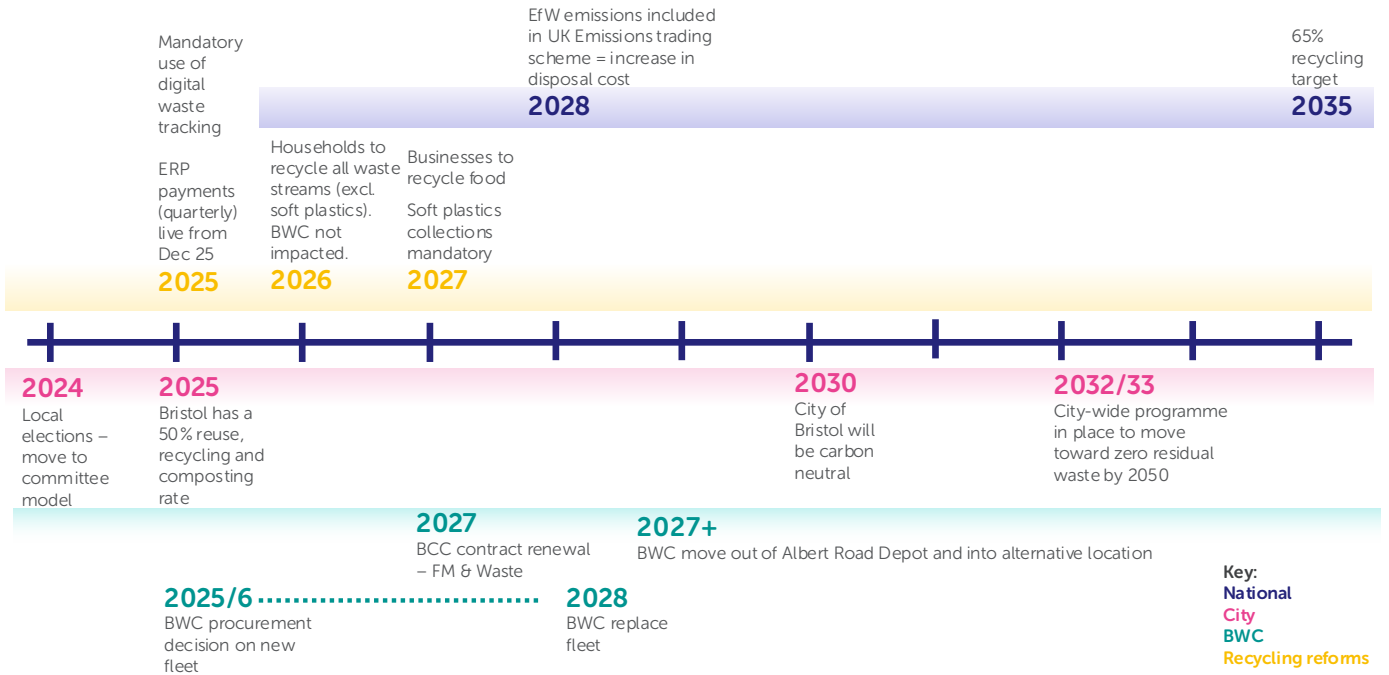 Mandatory
use of
digital
waste
tracking
ERP
payments
(quarterly)
live from
Dec 25
2025
Households to
recycle all waste
streams (excl.
soft plastics).
BWC not
impacted.
2026
Businesses to
recycle food
Soft plastics
collections
mandatory
2027
EfW emissions included
in UK Emissions trading
scheme = increase in
disposal cost
2028
65%
recycling
target
2035
2024
Local
elections –
move to
committee
model
2025
Bristol has a
50% reuse,
recycling and
composting
rate
2030
City of
Bristol will
be carbon
neutral
2032/33
City-wide programme
in place to move
toward zero residual
waste by 2050
2027
BCC contract renewal
– FM & Waste
2027+
BWC move out of Albert Road Depot and into alternative location
2025/6
BWC procurement
decision on new
fleet
2028
BWC replace
fleet
Key:
National
City
BWC
Recycling reforms